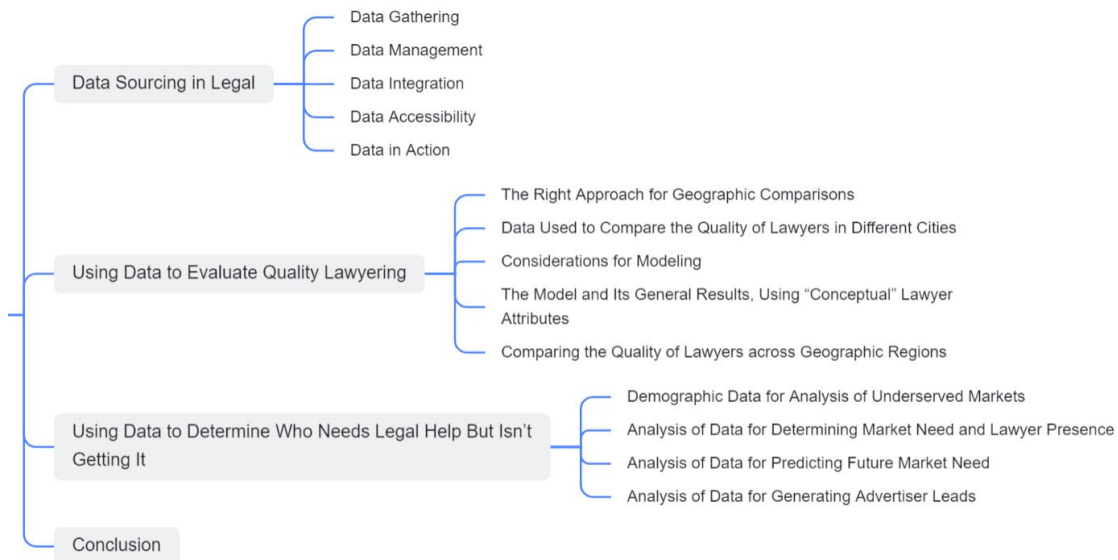 Data Sourcing in Legal
Data Gathering
Data Management
Data Integration
Data Accessibility
Data in Action
Using Data to Evaluate Quality Lawyering
The Right Approach for Geographic Comparisons
Data Used to Compare the Quality of Lawyers in Different Cities
Considerations for Modeling
The Model and Its General Results, Using “Conceptual” Lawyer
Attributes
Comparing the Quality of Lawyers across Geographic Regions
Using Data to Determine Who Needs Legal Help But Isn’t
Getting It
Demographic Data for Analysis of Underserved Markets
Analysis of Data for Determining Market Need and Lawyer Presence
Analysis of Data for Predicting Future Market Need
Analysis of Data for Generating Advertiser Leads
Conclusion